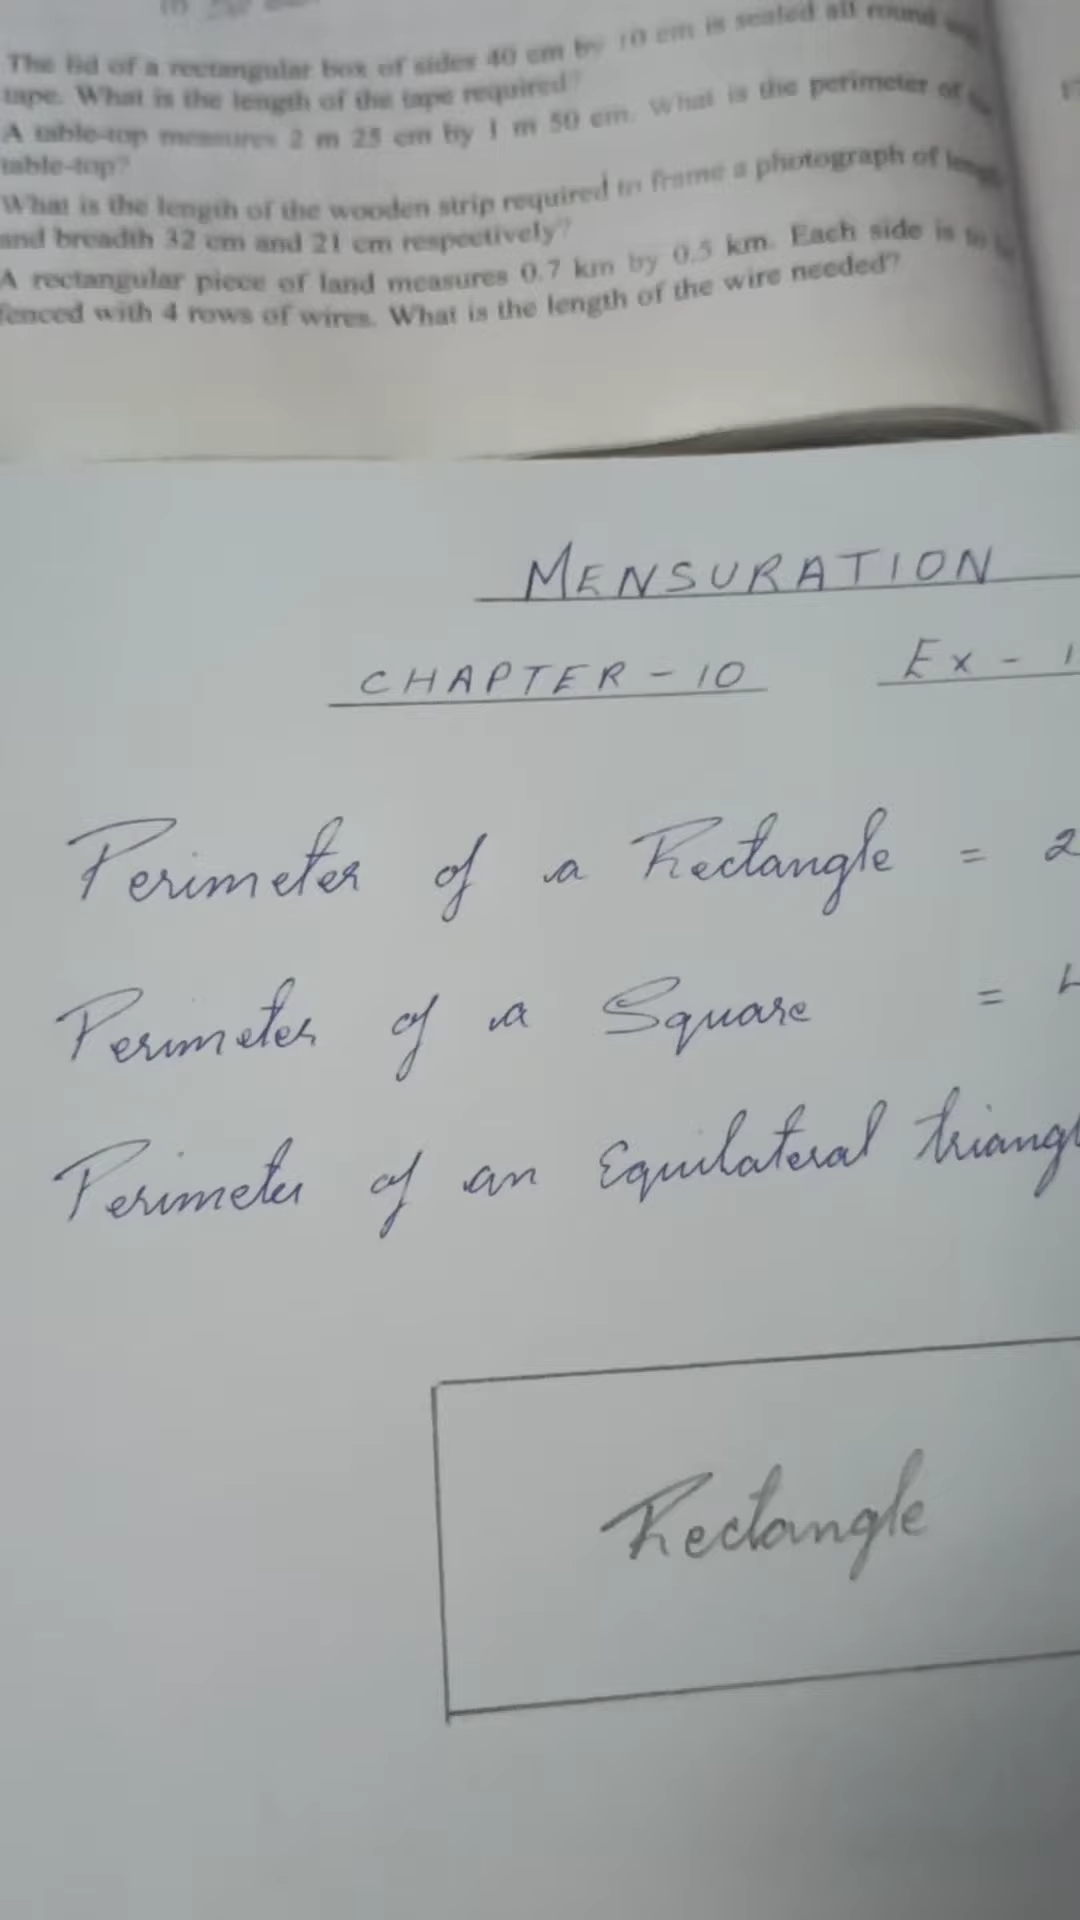 The lid of a rectangular box of sides 40 cm by 10 cm is sealed all round
tape. What is the length of the tape required?
A table-top measures 2 m 25 cm by 1 m 50 cm. What is the perimeter of
table-top?
What is the length of the wooden strip required to frame a photograph of
and breadth 32 cm and 21 cm respectively?
A rectangular piece of land measures 0.7 km by 0.5 km. Each side is to
fenced with 4 rows of wires. What is the length of the wire needed?
MENSURATION
CHAPTER - 10 Ex - 1
Perimeter of a Rectangle = 2
Perimeter of a Square =
Perimeter of an Equilateral triangl
Rectangle